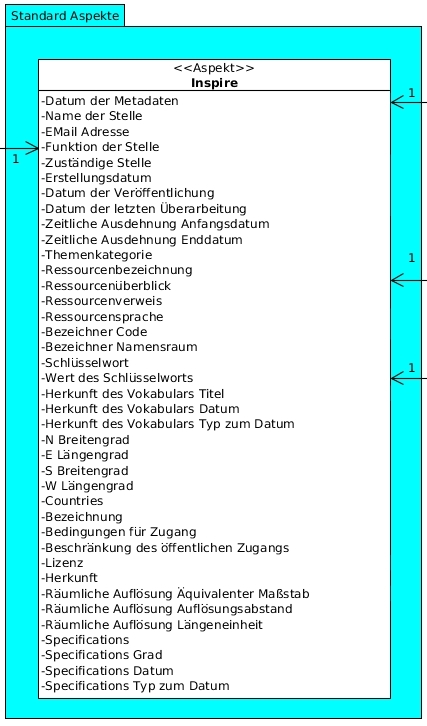 Standard Aspekte
<<Aspekt>>
Inspire
-Datum der Metadaten
-Name der Stelle
-EMail Adresse
-Funktion der Stelle
-Zuständige Stelle
-Erstellungsdatum
-Datum der Veröffentlichung
-Datum der letzten Überarbeitung
-Zeitliche Ausdehnung Anfangsdatum
-Zeitliche Ausdehnung Enddatum
-Themenkategorie
-Ressourcenbezeichnung
-Ressourcenüberblick
-Ressourcenverweis
-Ressourcensprache
-Bezeichner Code
-Bezeichner Namensraum
-Schlüsselwort
-Wert des Schlüsselworts
-Herkunft des Vokabulars Titel
-Herkunft des Vokabulars Datum
-Herkunft des Vokabulars Typ zum Datum
-N Breitengrad
-E Längengrad
-S Breitengrad
-W Längengrad
-Countries
-Bezeichnung
-Bedingungen für Zugang
-Beschränkung des öffentlichen Zugangs
-Lizenz
-Herkunft
-Räumliche Auflösung Äquivalenter Maßstab
-Räumliche Auflösung Auflösungsabstand
-Räumliche Auflösung Längeneinheit
-Specifications
-Specifications Grad
-Specifications Datum
-Specifications Typ zum Datum
1
1
1
1